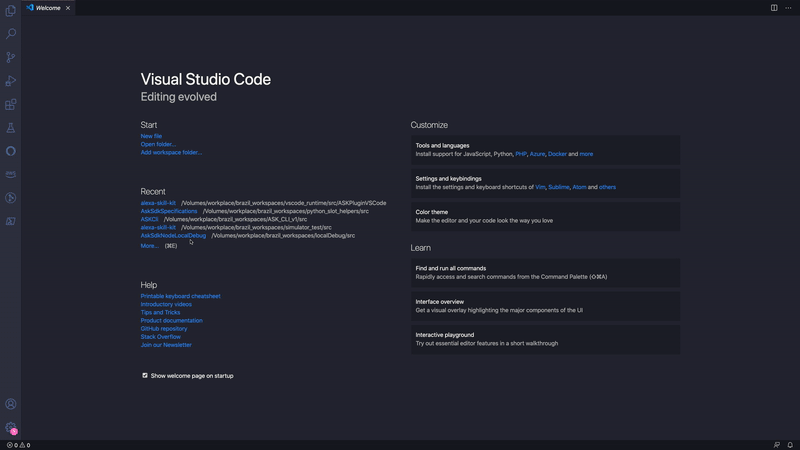 Welcome
Visual Studio Code
Editing evolved
Start
New file
Open folder...
Add workspace folder...
Recent
alexa-skill-kit /Volumes/workplace/brazil_workspaces/vscode_runtime/src/ASKPluginVSCode
AskSdkSpecifications /Volumes/workplace/brazil_workspaces/python_slot_helpers/src
ASKCli /Volumes/workplace/brazil_workspaces/ASK_CLI_v1/src
alexa-skill-kit /Volumes/workplace/brazil_workspaces/simulator_test/src
AskSdkNodeLocalDebug /Volumes/workplace/brazil_workspaces/localDebug/src
More... (⌘E)
Help
Printable keyboard cheatsheet
Introductory videos
Tips and Tricks
Product documentation
GitHub repository
Stack Overflow
Join our Newsletter
Show welcome page on startup
Customize
Tools and languages
Install support for JavaScript, Python, PHP, Azure, Docker and more
Settings and keybindings
Install the settings and keyboard shortcuts of Vim, Sublime, Atom and others
Color theme
Make the editor and your code look the way you love
Learn
Find and run all commands
Rapidly access and search commands from the Command Palette (⇧⌘A)
Interface overview
Get a visual overlay highlighting the major components of the UI
Interactive playground
Try out essential editor features in a short walkthrough
0 0